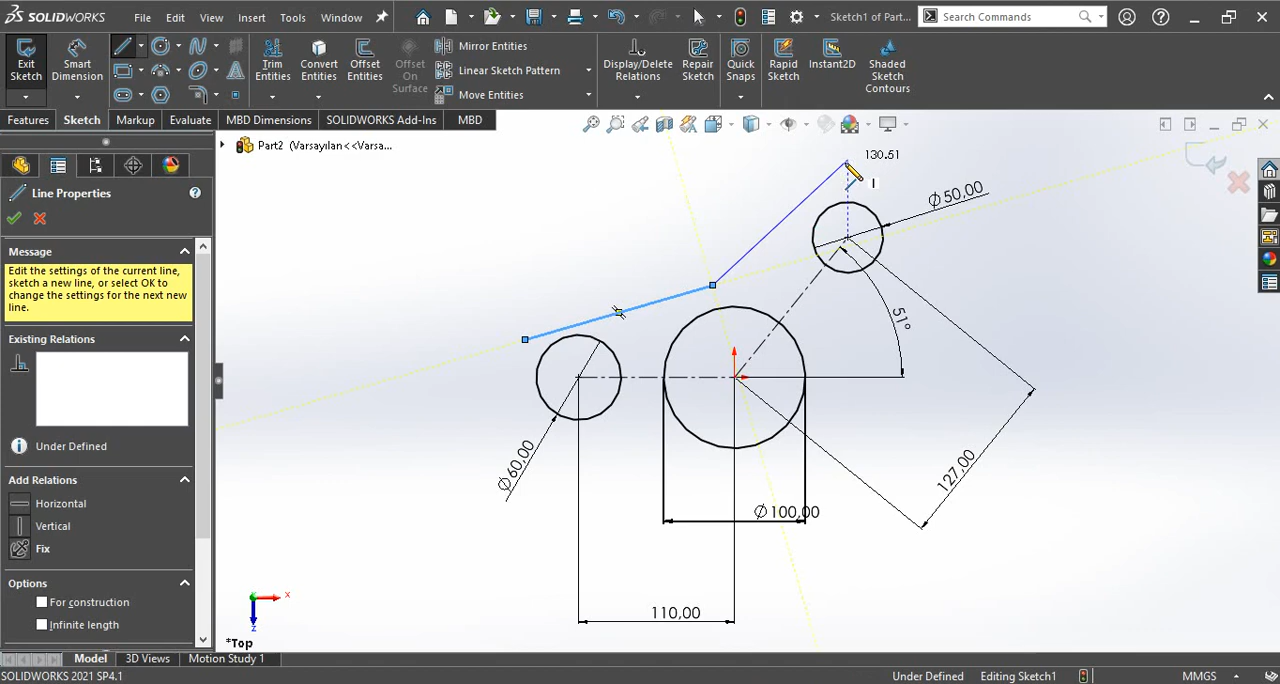 SOLIDWORKS File Edit View Insert Tools Window Sketch1 of Part... Search Commands
Exit Sketch
Smart Dimension
Trim Entities
Convert Entities
Offset Entities
Offset On Surface
Mirror Entities
Linear Sketch Pattern
Move Entities
Display/Delete Relations
Repair Sketch
Quick Snaps
Rapid Sketch
Instant2D
Shaded Sketch Contours
Features Sketch Markup Evaluate MBD Dimensions SOLIDWORKS Add-Ins MBD
Part2 (Varsayılan<<Varsa...
Line Properties
Message
Edit the settings of the current line, sketch a new line, or select OK to change the settings for the next new line.
Existing Relations
Under Defined
Add Relations
Horizontal
Vertical
Fix
Options
For construction
Infinite length
130.51
∅50,00
51°
127,00
∅60,00
∅100,00
110,00
x
z
*Top
Model 3D Views Motion Study 1
SOLIDWORKS 2021 SP4.1 Under Defined Editing Sketch1 MMGS